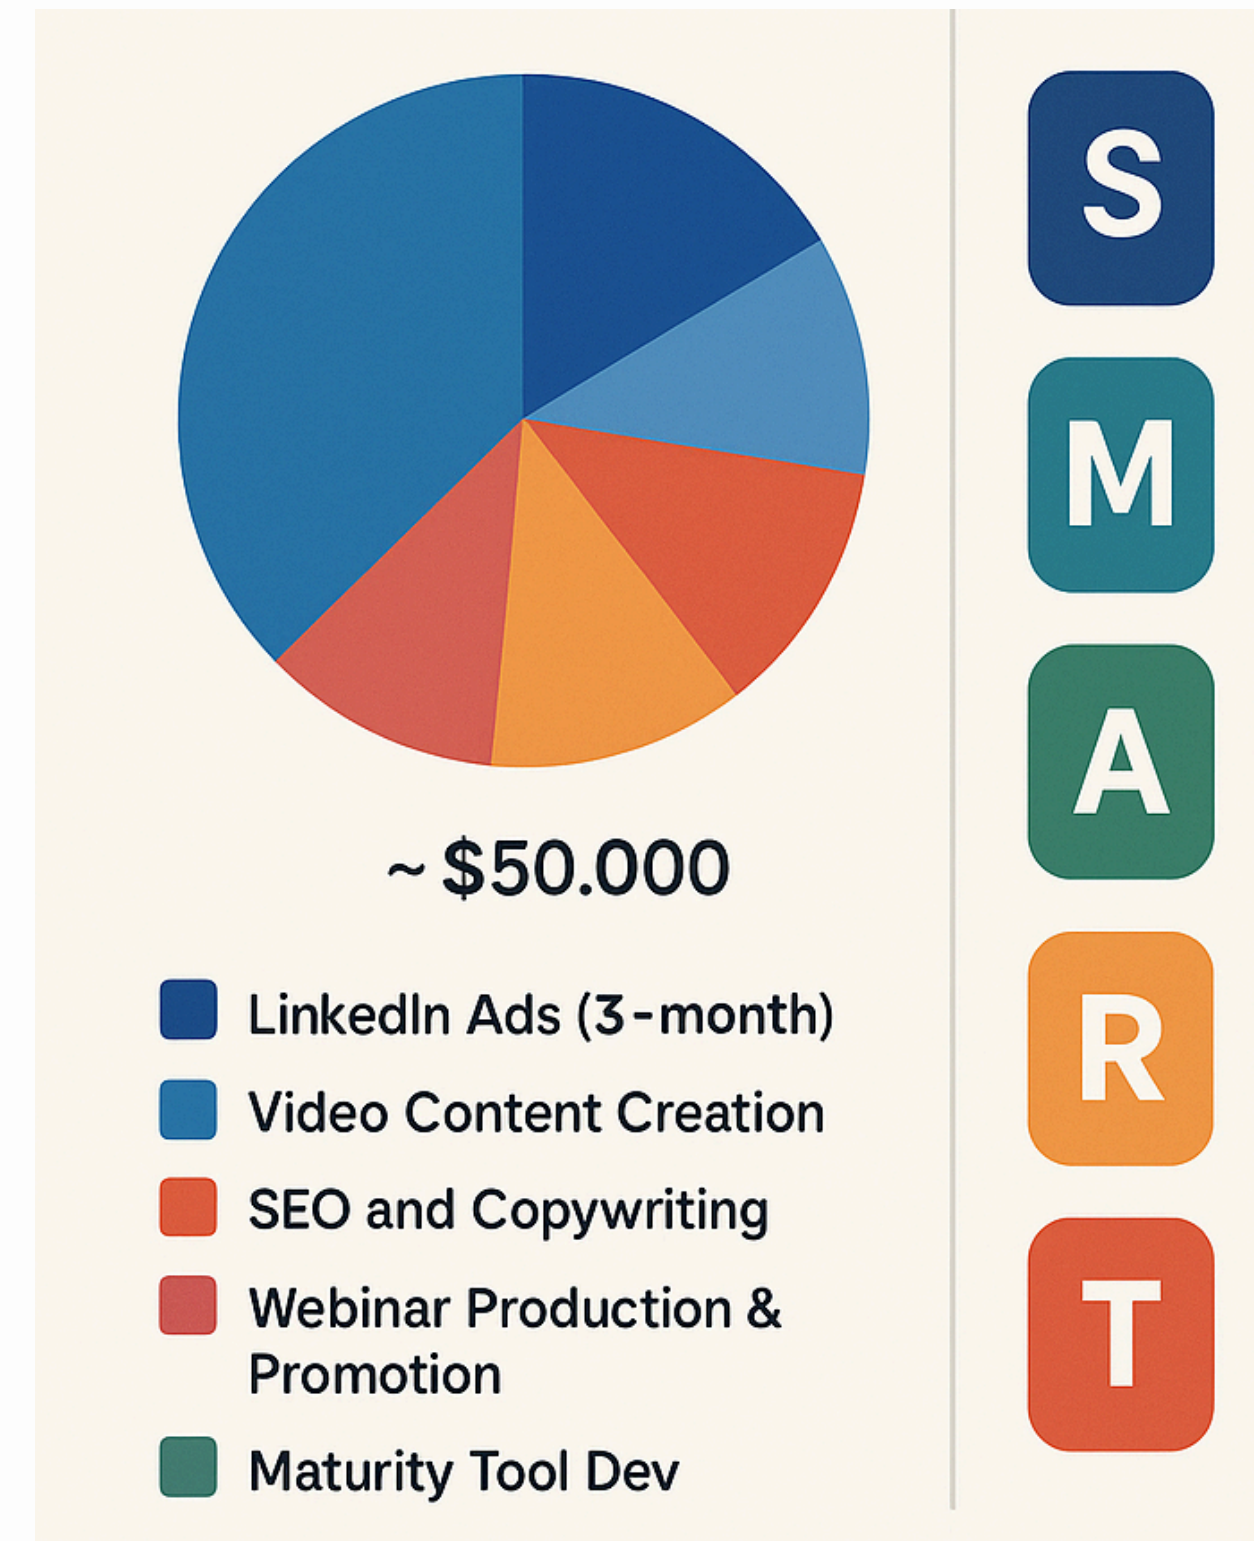 ~ $50.000
LinkedIn Ads (3-month)
Video Content Creation
SEO and Copywriting
Webinar Production &
Promotion
Maturity Tool Dev
S
M
A
R
T